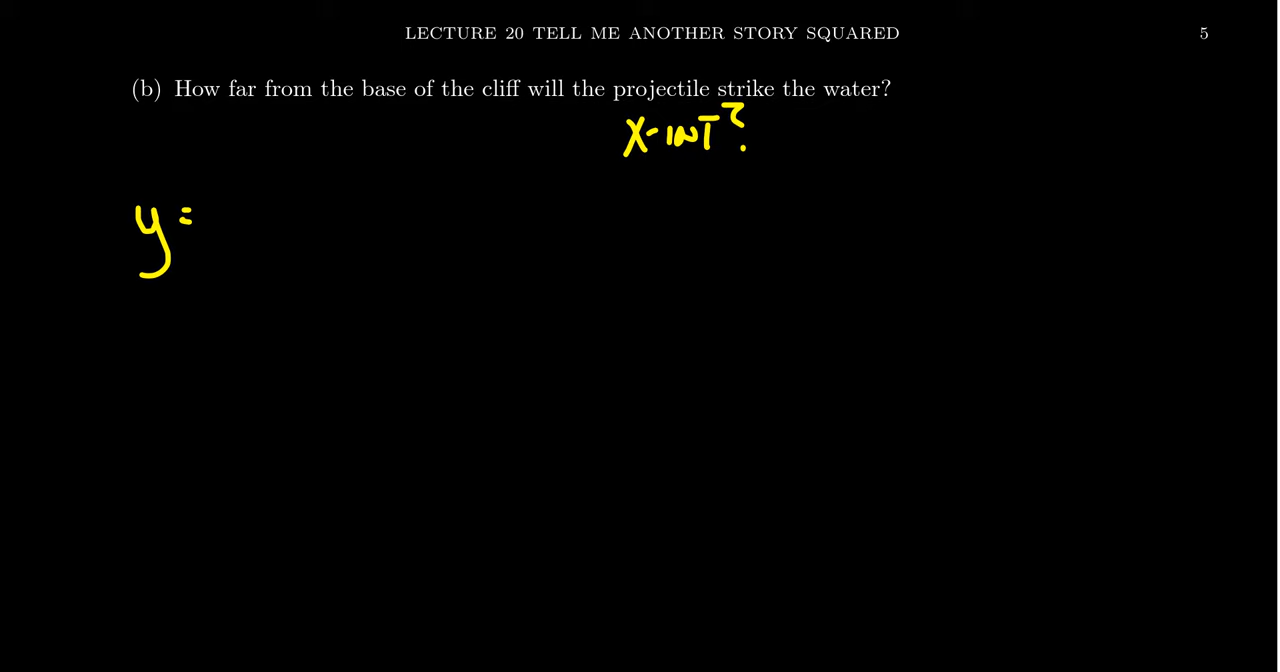 LECTURE 20 TELL ME ANOTHER STORY SQUARED 5
(b) How far from the base of the cliff will the projectile strike the water?
x-int?
y=